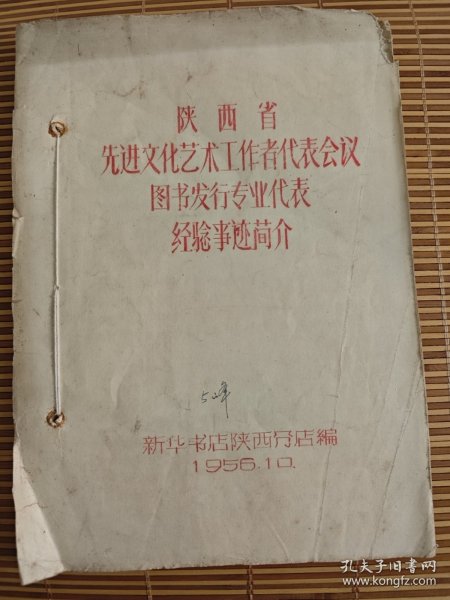 陕西省
先进文化艺术工作者代表会议
图书发行专业代表
经验事迹简介
新华书店陕西分店編
1956.10
孔夫子旧书网
www.kongfz.com